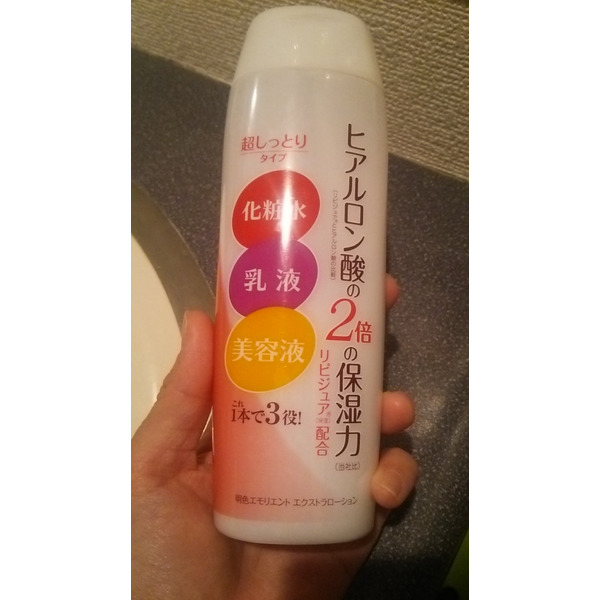 超しっとり
タイプ
化粧水
乳液
美容液
これ
1本で3役!
ヒアルロン酸の2倍の保湿力
(当社比)
リピジュア®
(保湿)
配合
明色エモリエント エクストラローション